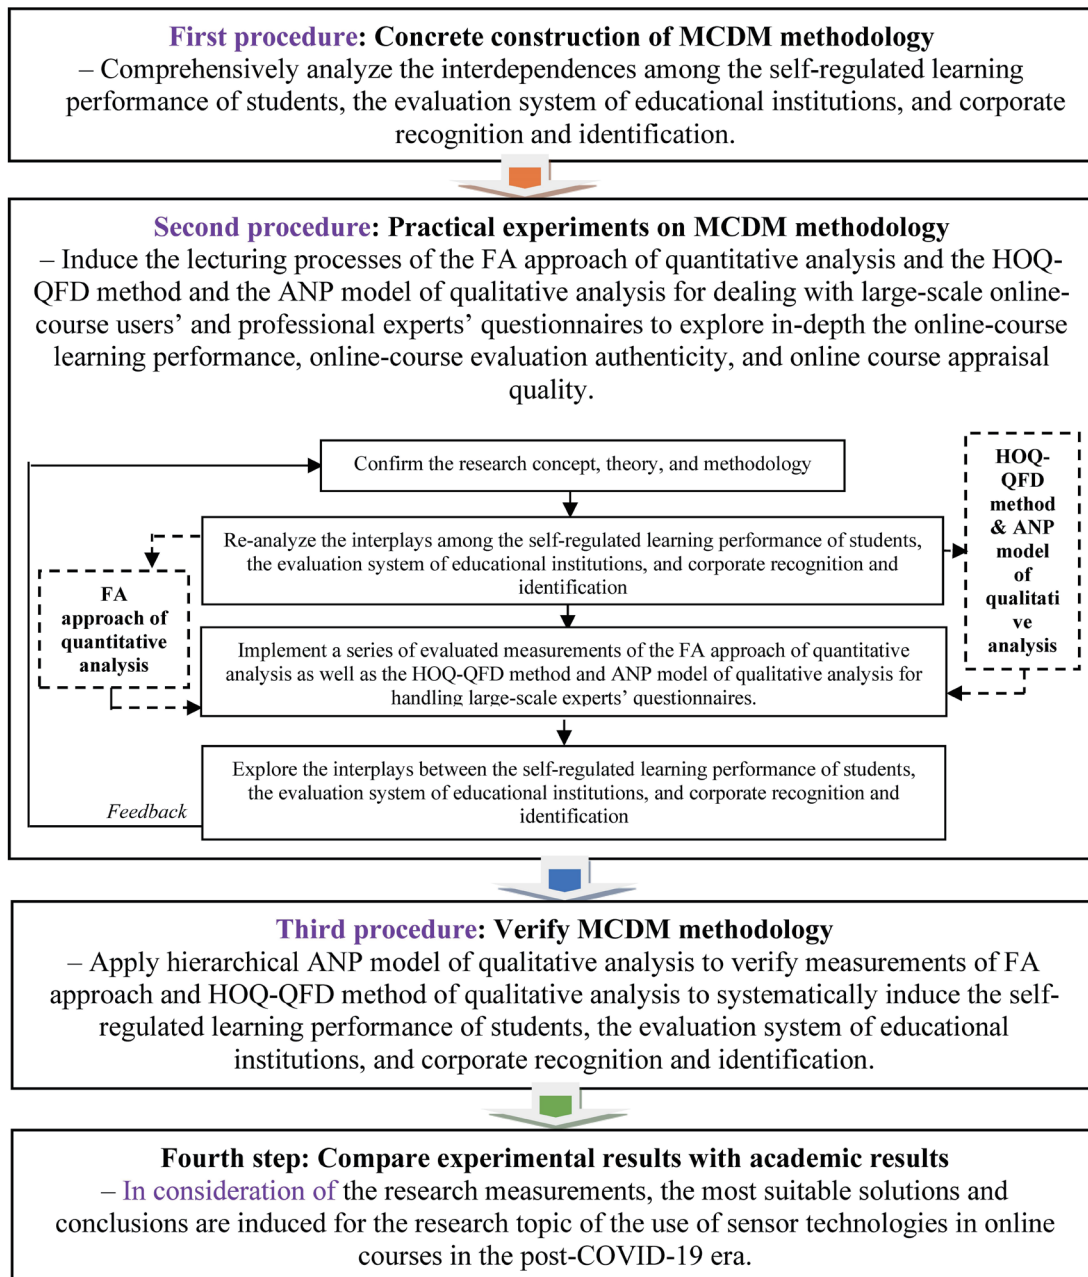 First procedure: Concrete construction of MCDM methodology
– Comprehensively analyze the interdependences among the self-regulated learning
performance of students, the evaluation system of educational institutions, and corporate
recognition and identification.
Second procedure: Practical experiments on MCDM methodology
– Induce the lecturing processes of the FA approach of quantitative analysis and the HOQ-
QFD method and the ANP model of qualitative analysis for dealing with large-scale online-
course users’ and professional experts’ questionnaires to explore in-depth the online-course
learning performance, online-course evaluation authenticity, and online course appraisal
quality.
Confirm the research concept, theory, and methodology
HOQ-
QFD
method
& ANP
model
of
qualitati
ve
analysis
Re-analyze the interplays among the self-regulated learning performance of students,
the evaluation system of educational institutions, and corporate recognition and
identification
FA
approach of
quantitative
analysis
Implement a series of evaluated measurements of the FA approach of quantitative
analysis as well as the HOQ-QFD method and ANP model of qualitative analysis for
handling large-scale experts’ questionnaires.
Explore the interplays between the self-regulated learning performance of students,
the evaluation system of educational institutions, and corporate recognition and
identification
Feedback
Third procedure: Verify MCDM methodology
– Apply hierarchical ANP model of qualitative analysis to verify measurements of FA
approach and HOQ-QFD method of qualitative analysis to systematically induce the self-
regulated learning performance of students, the evaluation system of educational
institutions, and corporate recognition and identification.
Fourth step: Compare experimental results with academic results
– In consideration of the research measurements, the most suitable solutions and
conclusions are induced for the research topic of the use of sensor technologies in online
courses in the post-COVID-19 era.